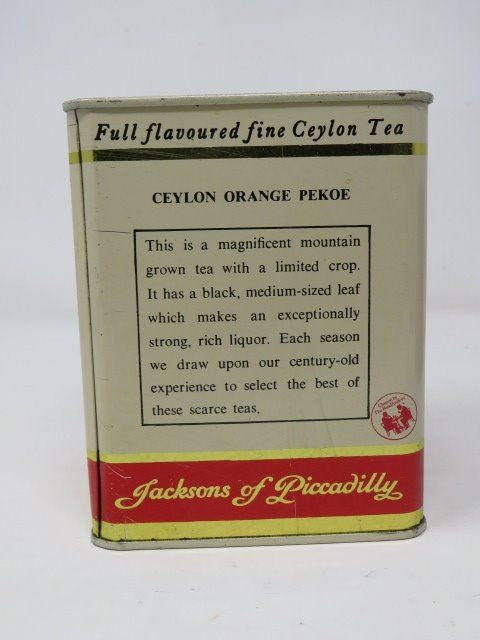 Full flavoured fine Ceylon Tea
CEYLON ORANGE PEKOE
This is a magnificent mountain
grown tea with a limited crop.
It has a black, medium-sized leaf
which makes an exceptionally
strong, rich liquor. Each season
we draw upon our century-old
experience to select the best of
these scarce teas.
Jacksons of Piccadilly